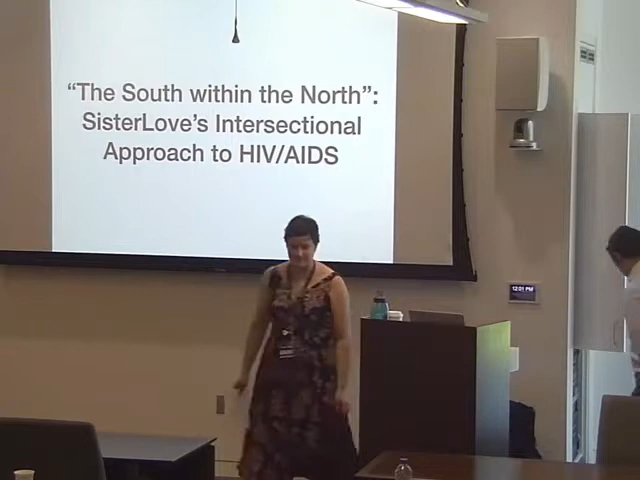 “The South within the North”:
SisterLove’s Intersectional
Approach to HIV/AIDS
12:01 PM